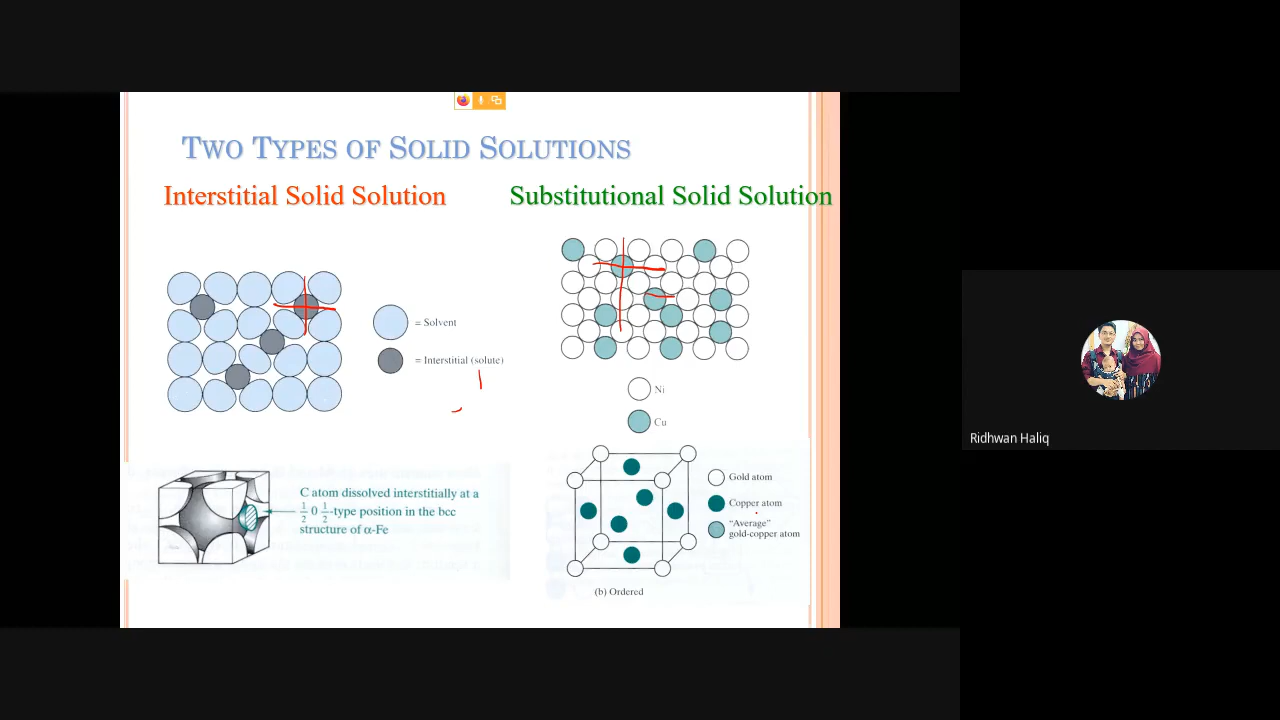 TWO TYPES OF SOLID SOLUTIONS
Interstitial Solid Solution
Substitutional Solid Solution
= Solvent
= Interstitial (solute)
Ni
Cu
C atom dissolved interstitially at a
1/2 0 1/2-type position in the bcc
structure of α-Fe
Gold atom
Copper atom
“Average”
gold-copper atom
(b) Ordered
Ridhwan Haliq